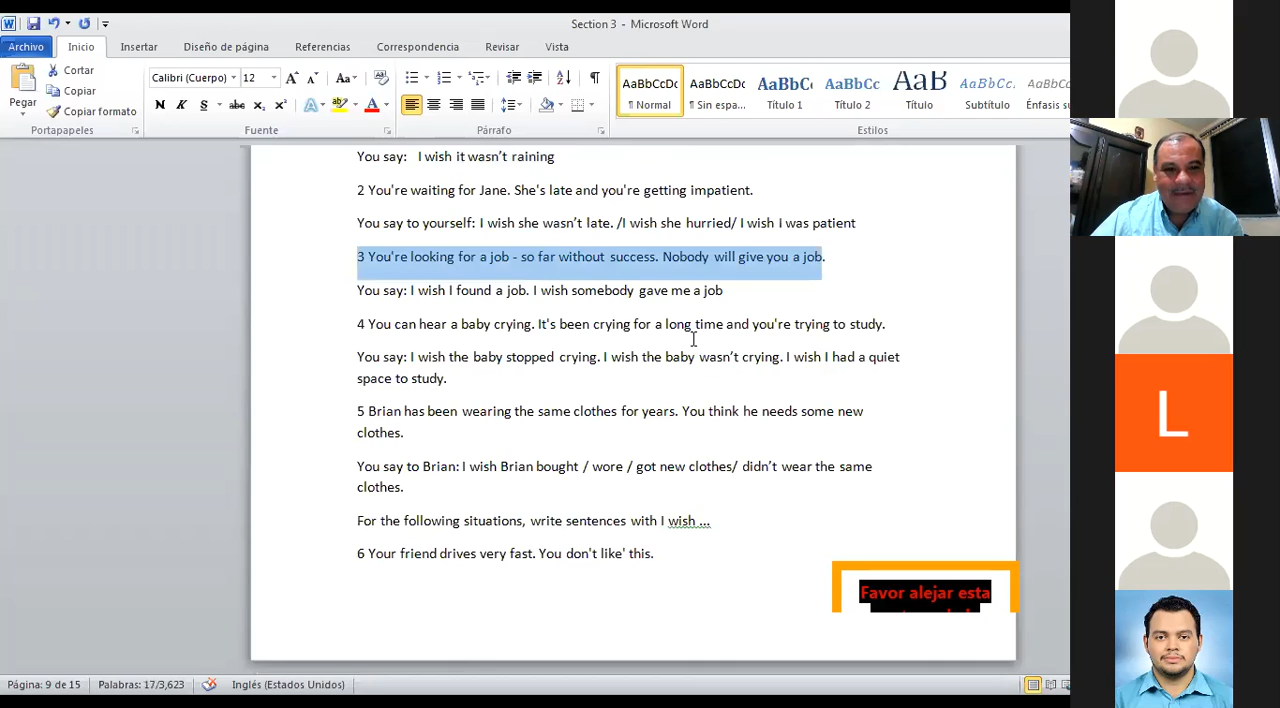 Section 3 - Microsoft Word
Archivo Inicio Insertar Diseño de página Referencias Correspondencia Revisar Vista
Cortar
Copiar
Copiar formato
Pegar
Portapapeles
Calibri (Cuerpo) 12
Fuente
Párrafo
AaBbCcDc AaBbCcDc AaBbC AaBbCc AaB AaBbCc. AaBbCcDc
¶ Normal ¶ Sin espa... Título 1 Título 2 Título Subtítulo Énfasis su
Estilos
You say: I wish it wasn’t raining
2 You're waiting for Jane. She's late and you're getting impatient.
You say to yourself: I wish she wasn’t late. /I wish she hurried/ I wish I was patient
3 You're looking for a job - so far without success. Nobody will give you a job.
You say: I wish I found a job. I wish somebody gave me a job
4 You can hear a baby crying. It's been crying for a long time and you're trying to study.
You say: I wish the baby stopped crying. I wish the baby wasn’t crying. I wish I had a quiet
space to study.
5 Brian has been wearing the same clothes for years. You think he needs some new
clothes.
You say to Brian: I wish Brian bought / wore / got new clothes/ didn’t wear the same
clothes.
For the following situations, write sentences with I wish ...
6 Your friend drives very fast. You don't like' this.
Favor alejar esta
L
Página: 9 de 15 Palabras: 17/3,623 Inglés (Estados Unidos)